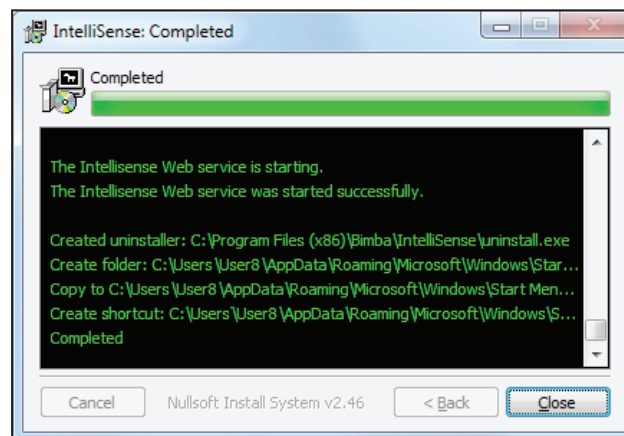 IntelliSense: Completed
Completed
The Intellisense Web service is starting.
The Intellisense Web service was started successfully.
Created uninstaller: C:\Program Files (x86)\Bimba\IntelliSense\uninstall.exe
Create folder: C:\Users\User8\AppData\Roaming\Microsoft\Windows\Star...
Copy to C:\Users\User8\AppData\Roaming\Microsoft\Windows\Start Men...
Create shortcut: C:\Users\User8\AppData\Roaming\Microsoft\Windows\S...
Completed
Cancel Nullsoft Install System v2.46 < Back Close